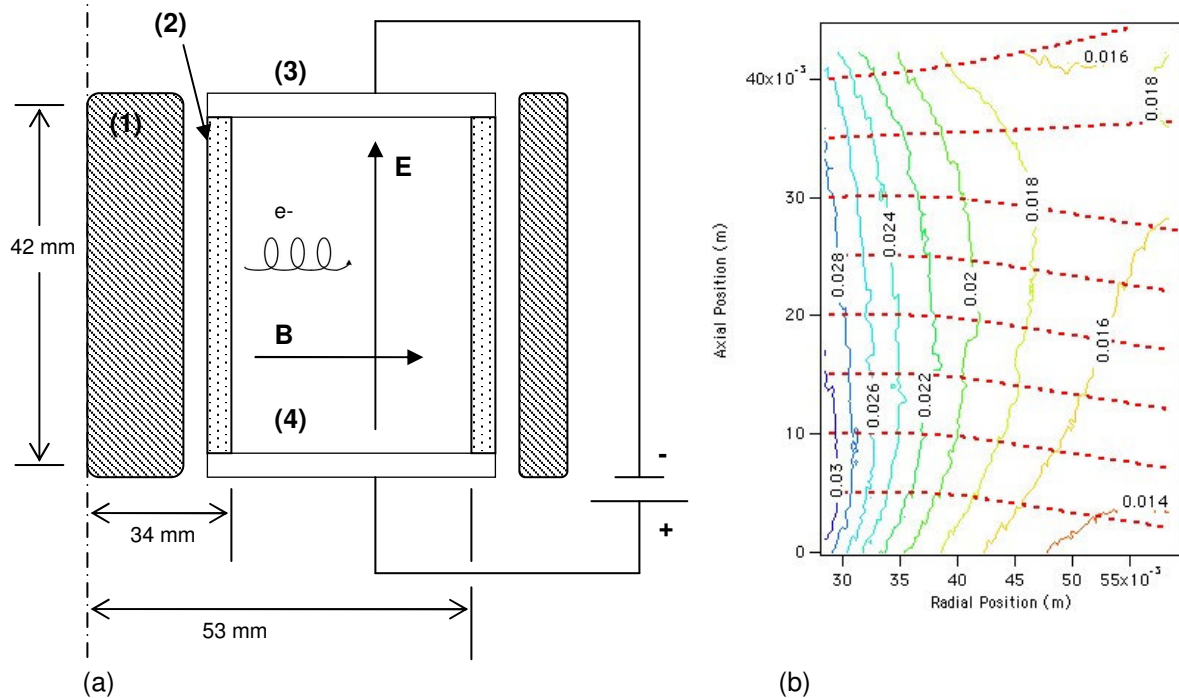 (2)
(3)
(1)
E
e-
B
(4)
42 mm
34 mm
53 mm
-
+
(a)
0.016
0.018
40x10⁻³
30
20
10
0
Axial Position (m)
0.018
0.024
0.028
0.02
0.016
0.026
0.022
0.03
0.014
30 35 40 45 50 55x10⁻³
Radial Position (m)
(b)